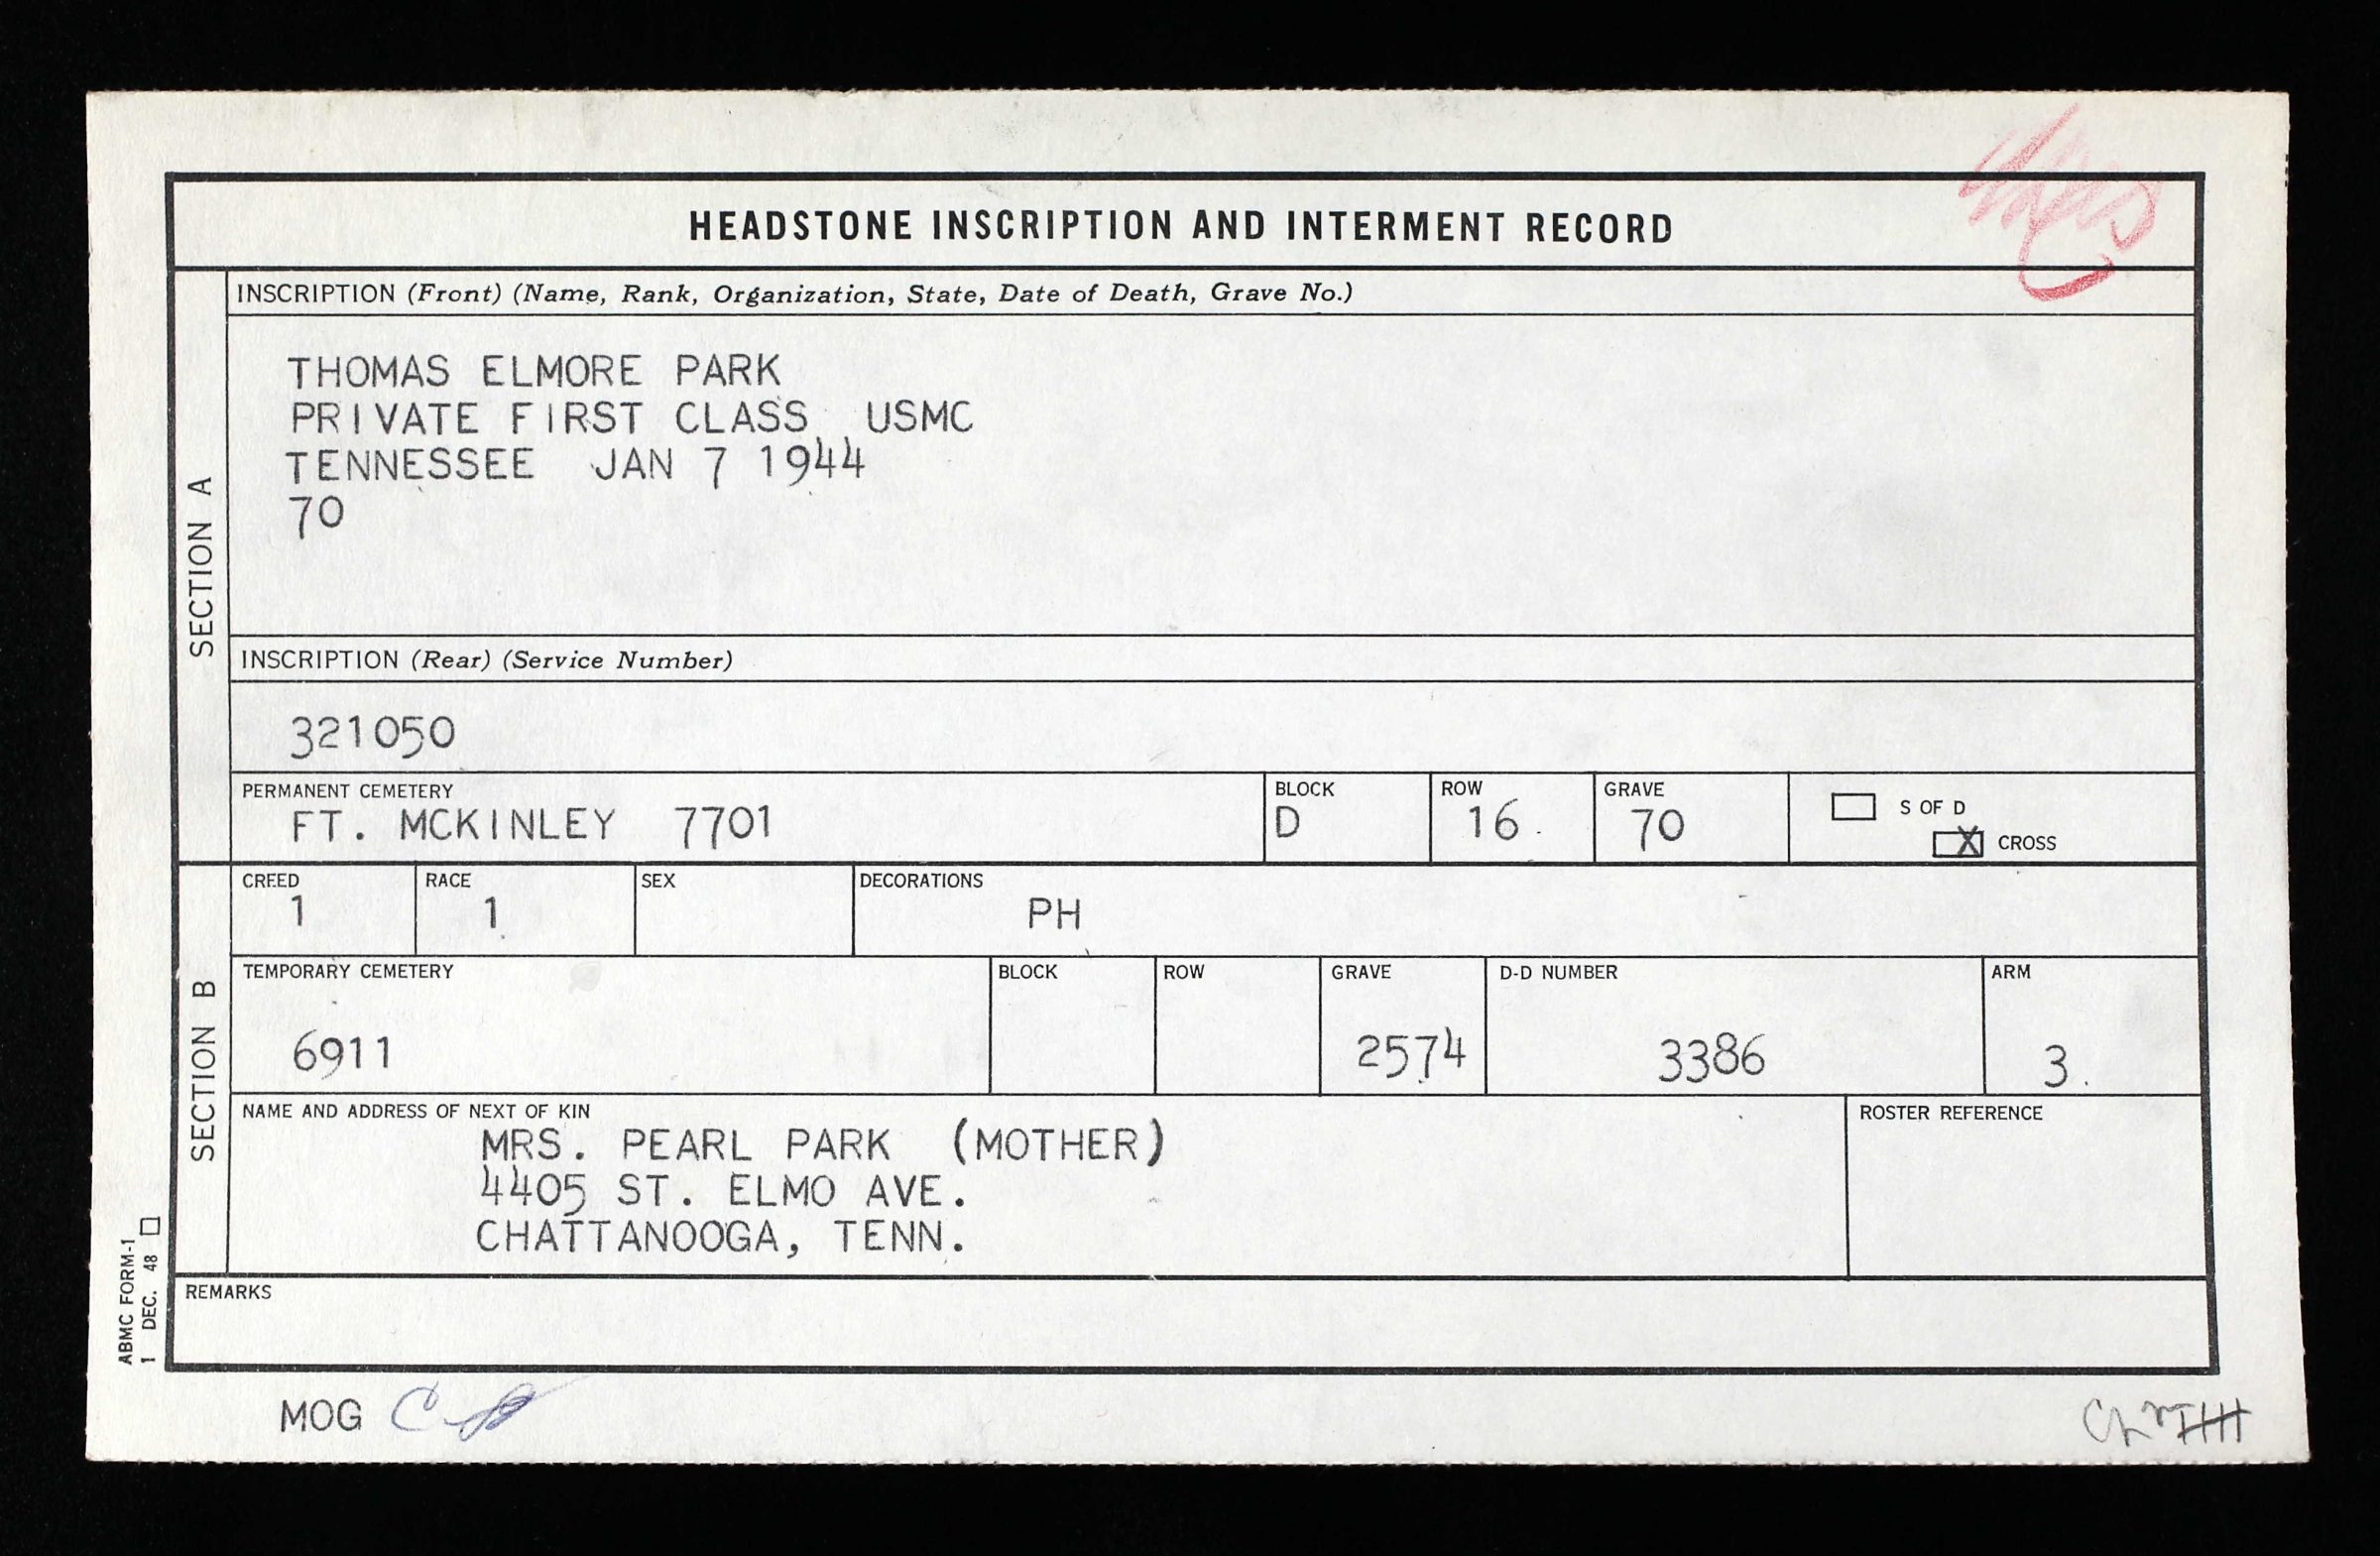 HEADSTONE INSCRIPTION AND INTERMENT RECORD
SECTION A
INSCRIPTION (Front) (Name, Rank, Organization, State, Date of Death, Grave No.)
THOMAS ELMORE PARK
PRIVATE FIRST CLASS USMC
TENNESSEE JAN 7 1944
70
INSCRIPTION (Rear) (Service Number)
321050
PERMANENT CEMETERY BLOCK ROW GRAVE
FT. MCKINLEY 7701 D 16 70
S OF D
X CROSS
SECTION B
CREED RACE SEX DECORATIONS
1 1 PH
TEMPORARY CEMETERY BLOCK ROW GRAVE D-D NUMBER ARM
6911 2574 3386 3
NAME AND ADDRESS OF NEXT OF KIN ROSTER REFERENCE
MRS. PEARL PARK (MOTHER)
4405 ST. ELMO AVE.
CHATTANOOGA, TENN.
REMARKS
ABMC FORM-1
1 DEC. 48
MOG